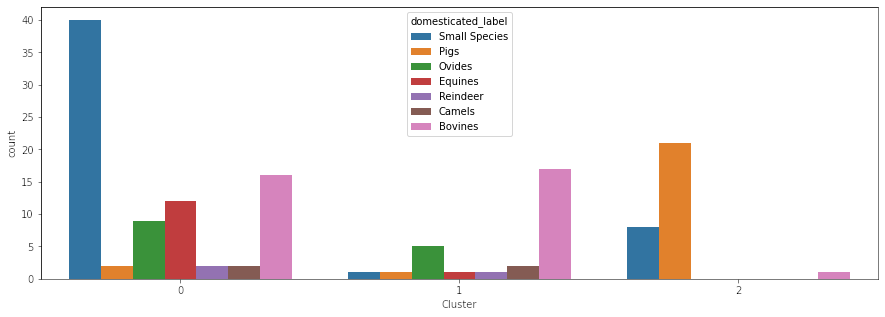 domesticated_label
Small Species
Pigs
Ovides
Equines
Reindeer
Camels
Bovines
40
35
30
25
20
15
10
5
0
count
0 1 2
Cluster